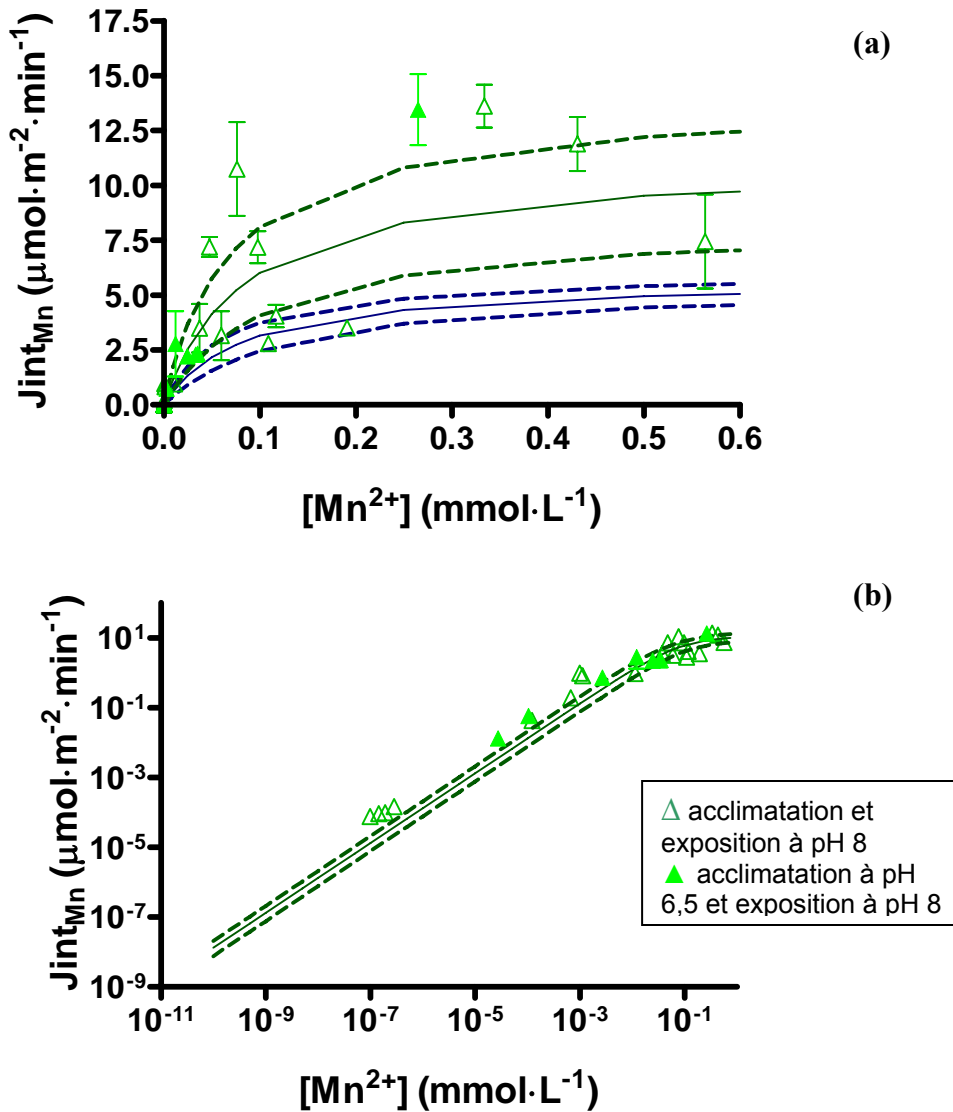 (a)
17.5
15.0
12.5
10.0
7.5
5.0
2.5
0.0
Jint_Mn (µmol·m⁻²·min⁻¹)
0.0 0.1 0.2 0.3 0.4 0.5 0.6
[Mn²⁺] (mmol·L⁻¹)
(b)
10¹
10⁻¹
10⁻³
10⁻⁵
10⁻⁷
10⁻⁹
Jint_Mn (µmol·m⁻²·min⁻¹)
10⁻¹¹ 10⁻⁹ 10⁻⁷ 10⁻⁵ 10⁻³ 10⁻¹
[Mn²⁺] (mmol·L⁻¹)
acclimatation et
exposition à pH 8
acclimatation à pH
6,5 et exposition à pH 8